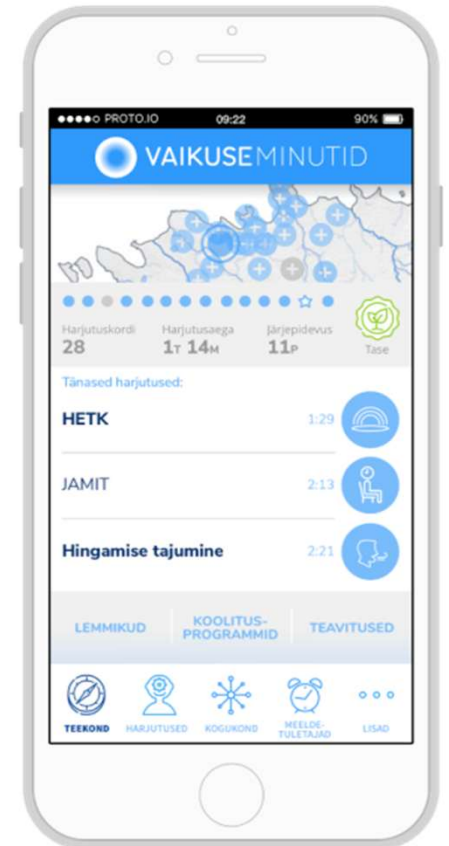 PROTO.IO 09:22 90%
VAIKUSEMINUTID
Harjutuskordi Harjutusaega Järjepidevus
28 1T 14M 11P Tase
Tänased harjutused:
HETK 1:29
JAMIT 2:13
Hingamise tajumine 2:21
LEMMIKUD KOOLITUS-
PROGRAMMID TEAVITUSED
TEEKOND HARJUTUSED KOGUKOND MEELDE-
TULETAJAD LISAD